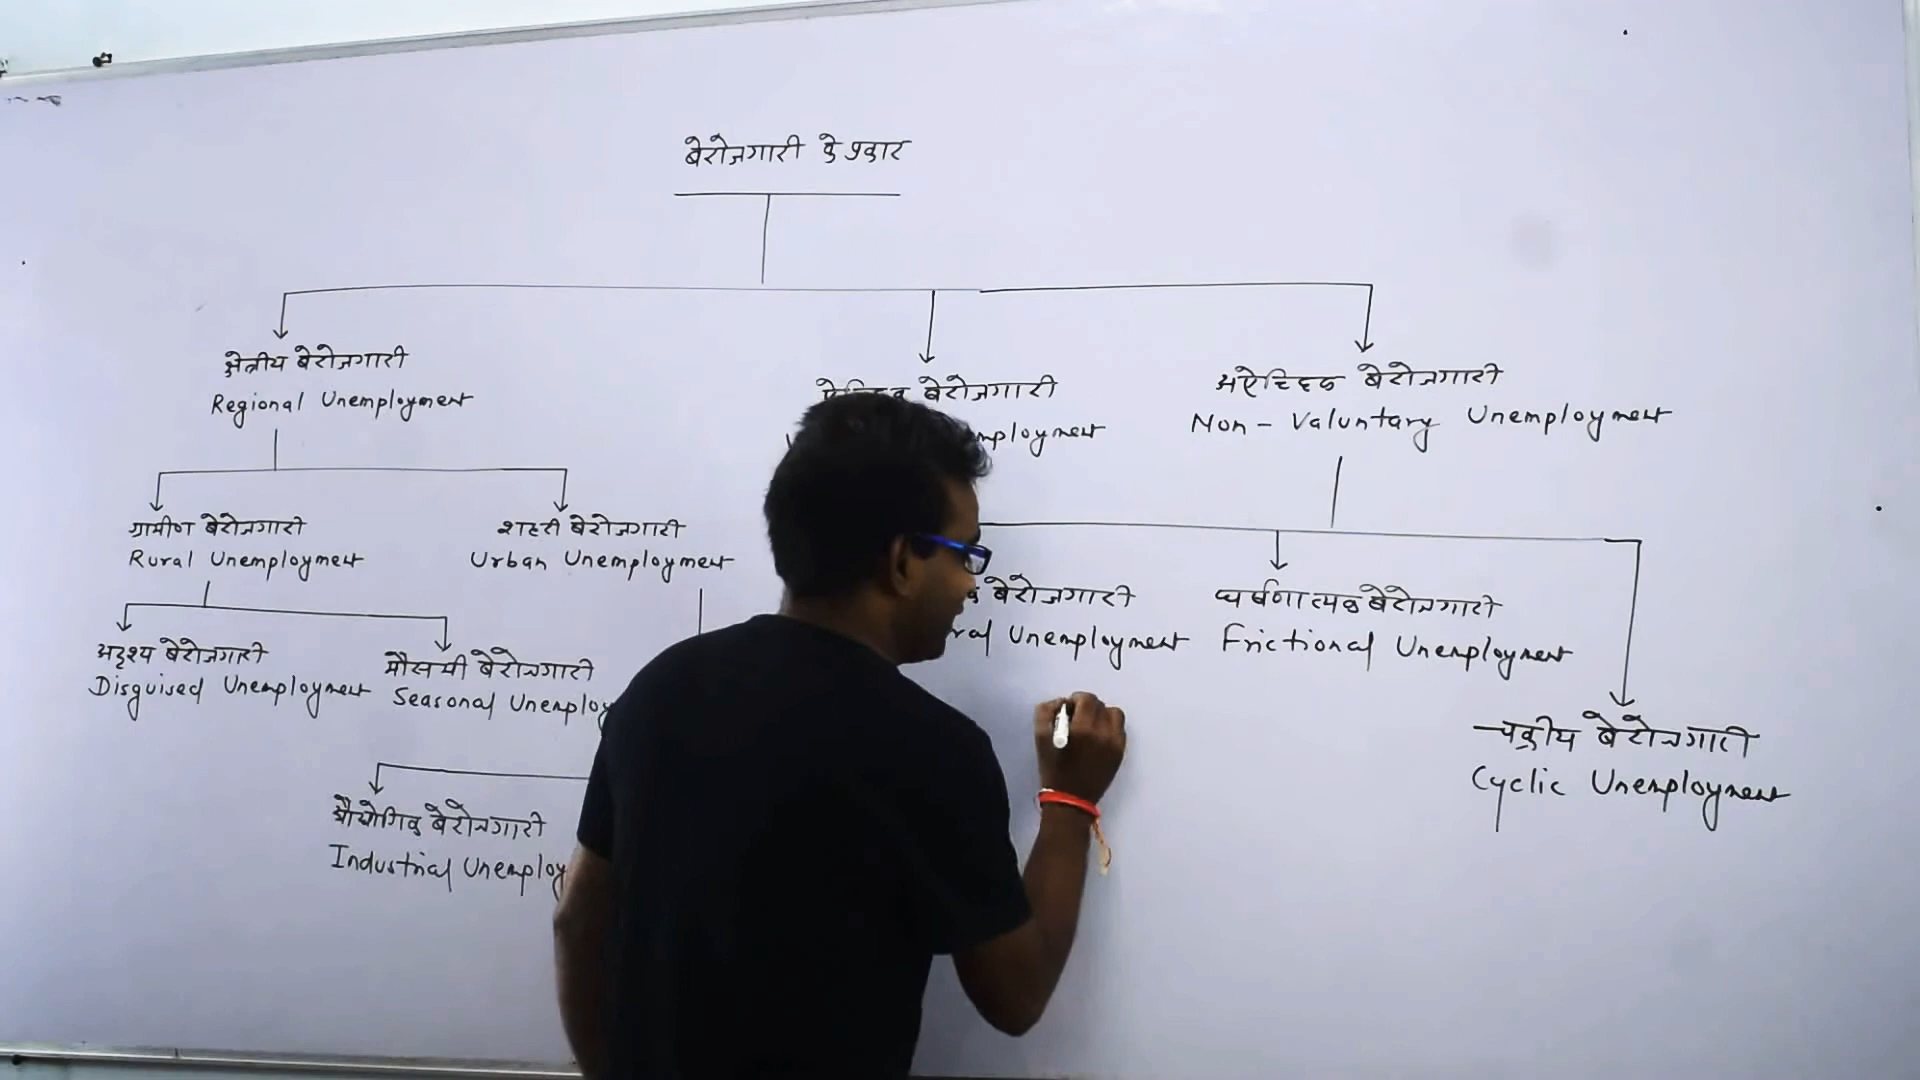 बेरोजगारी के प्रकार
क्षेत्रीय बेरोजगारी
Regional Unemployment
बेरोजगारी
अऐच्छिक बेरोजगारी
Non - Valuntary Unemployment
ग्रामीण बेरोजगारी
Rural Unemployment
शहरी बेरोजगारी
Urban Unemployment
बेरोजगारी
Unemployment
घर्षणात्मक बेरोजगारी
Frictional Unemployment
अदृश्य बेरोजगारी
Disguised Unemployment
मौसमी बेरोजगारी
Seasonal
चक्रीय बेरोजगारी
Cyclic Unemployment
बेरोजगारी
Industrial